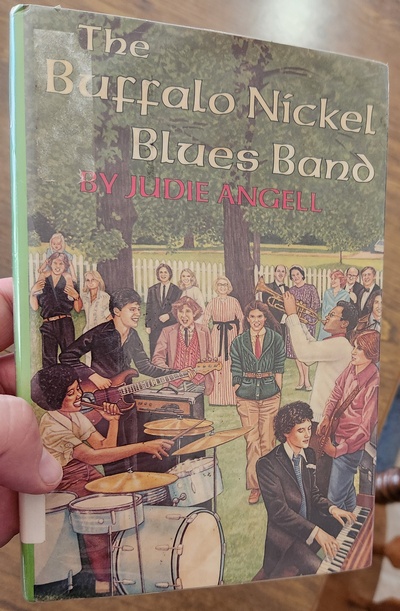 The
Buffalo Nickel
Blues Band
BY JUDIE ANGELL